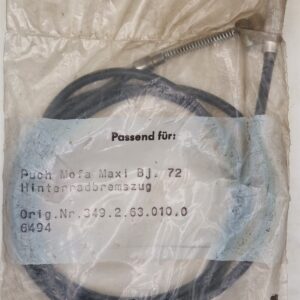 Passend für:
Puch Mofa Maxi Bj. 72
Hinterradbremszug
Orig.Nr.349.2.63.010.0
6494